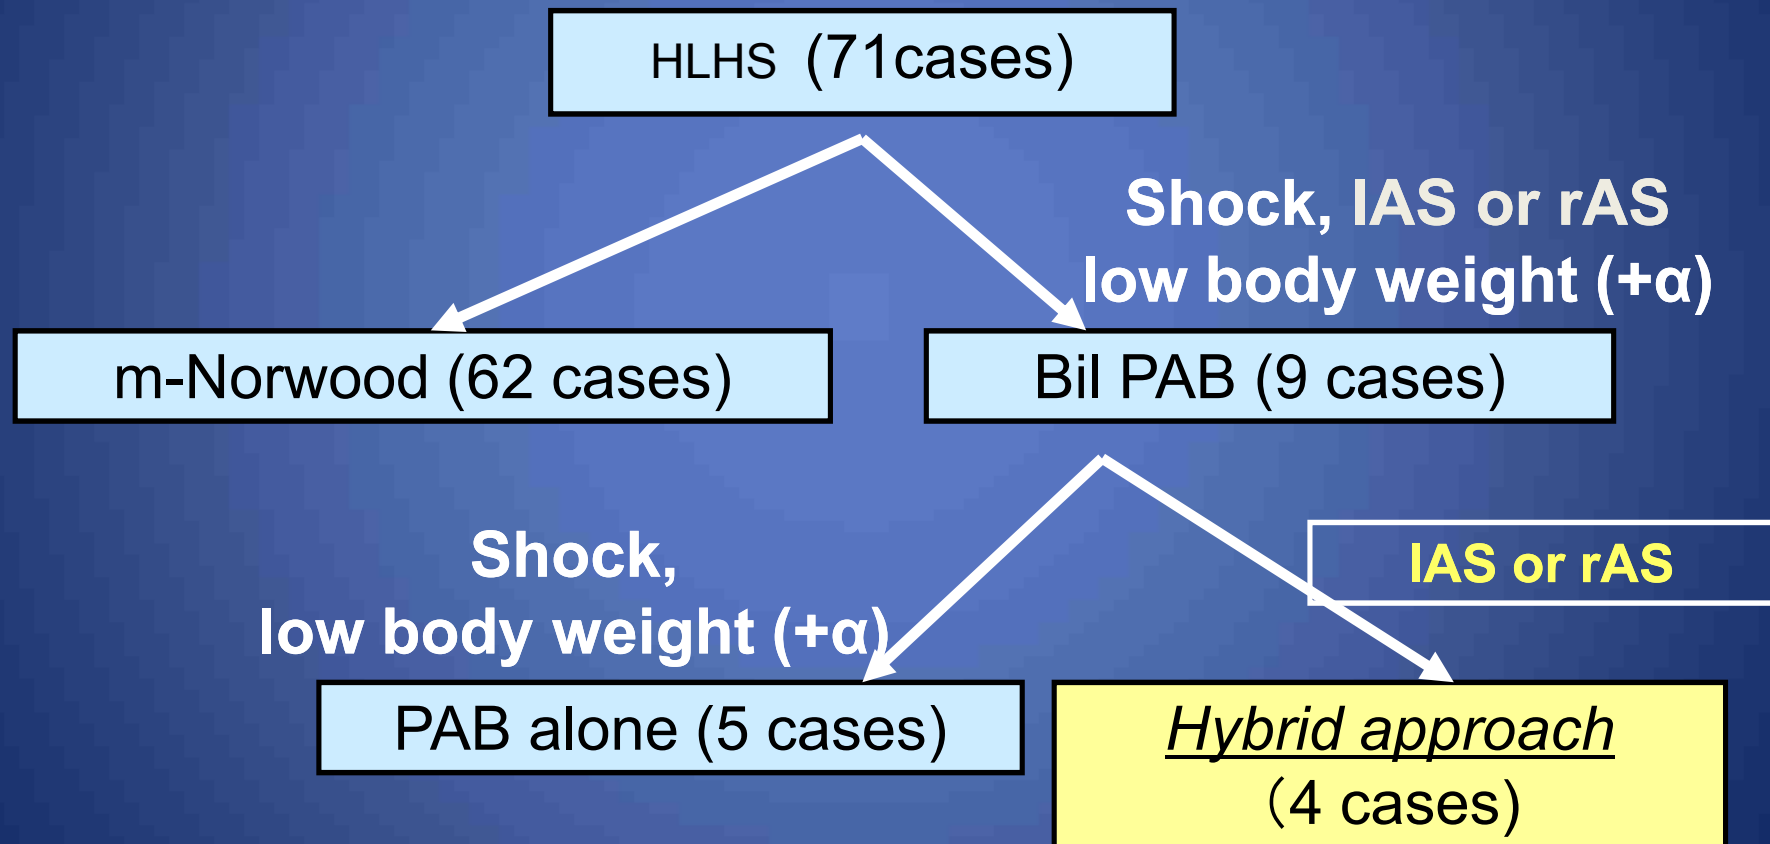 HLHS (71cases)
Shock, IAS or rAS
low body weight (+α)
m-Norwood (62 cases)
Bil PAB (9 cases)
Shock,
low body weight (+α)
IAS or rAS
PAB alone (5 cases)
Hybrid approach
（4 cases)